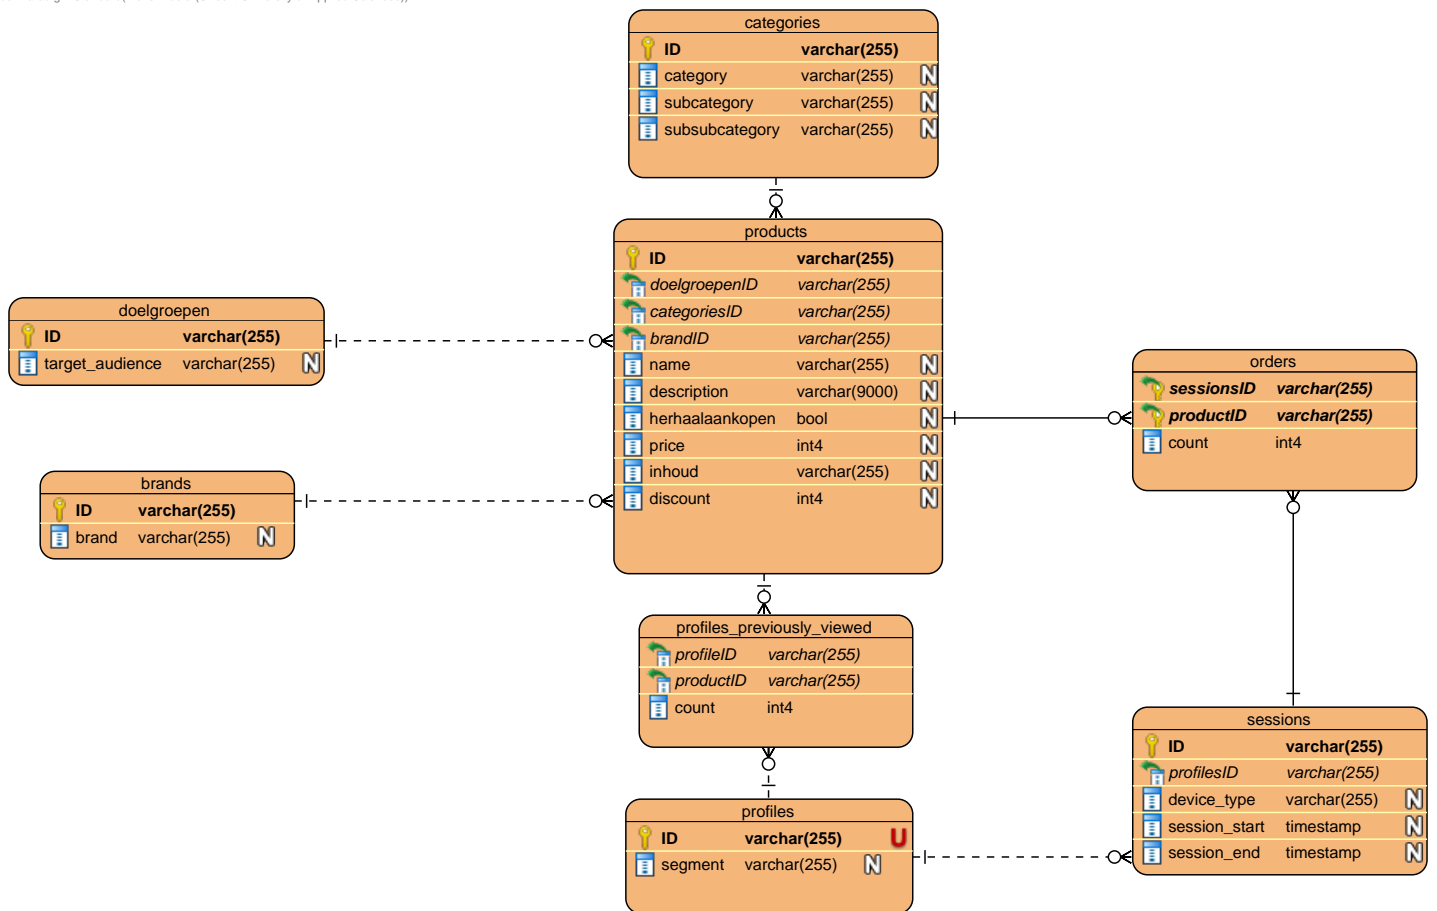 categories
ID varchar(255)
category varchar(255) N
subcategory varchar(255) N
subsubcategory varchar(255) N
products
ID varchar(255)
doelgroepenID varchar(255)
categoriesID varchar(255)
brandID varchar(255)
name varchar(255) N
description varchar(9000) N
herhaalaankopen bool N
price int4 N
inhoud varchar(255) N
discount int4 N
doelgroepen
ID varchar(255)
target_audience varchar(255) N
brands
ID varchar(255)
brand varchar(255) N
orders
sessionsID varchar(255)
productID varchar(255)
count int4
profiles_previously_viewed
profileID varchar(255)
productID varchar(255)
count int4
sessions
ID varchar(255)
profilesID varchar(255)
device_type varchar(255) N
session_start timestamp N
session_end timestamp N
profiles
ID varchar(255) U
segment varchar(255) N